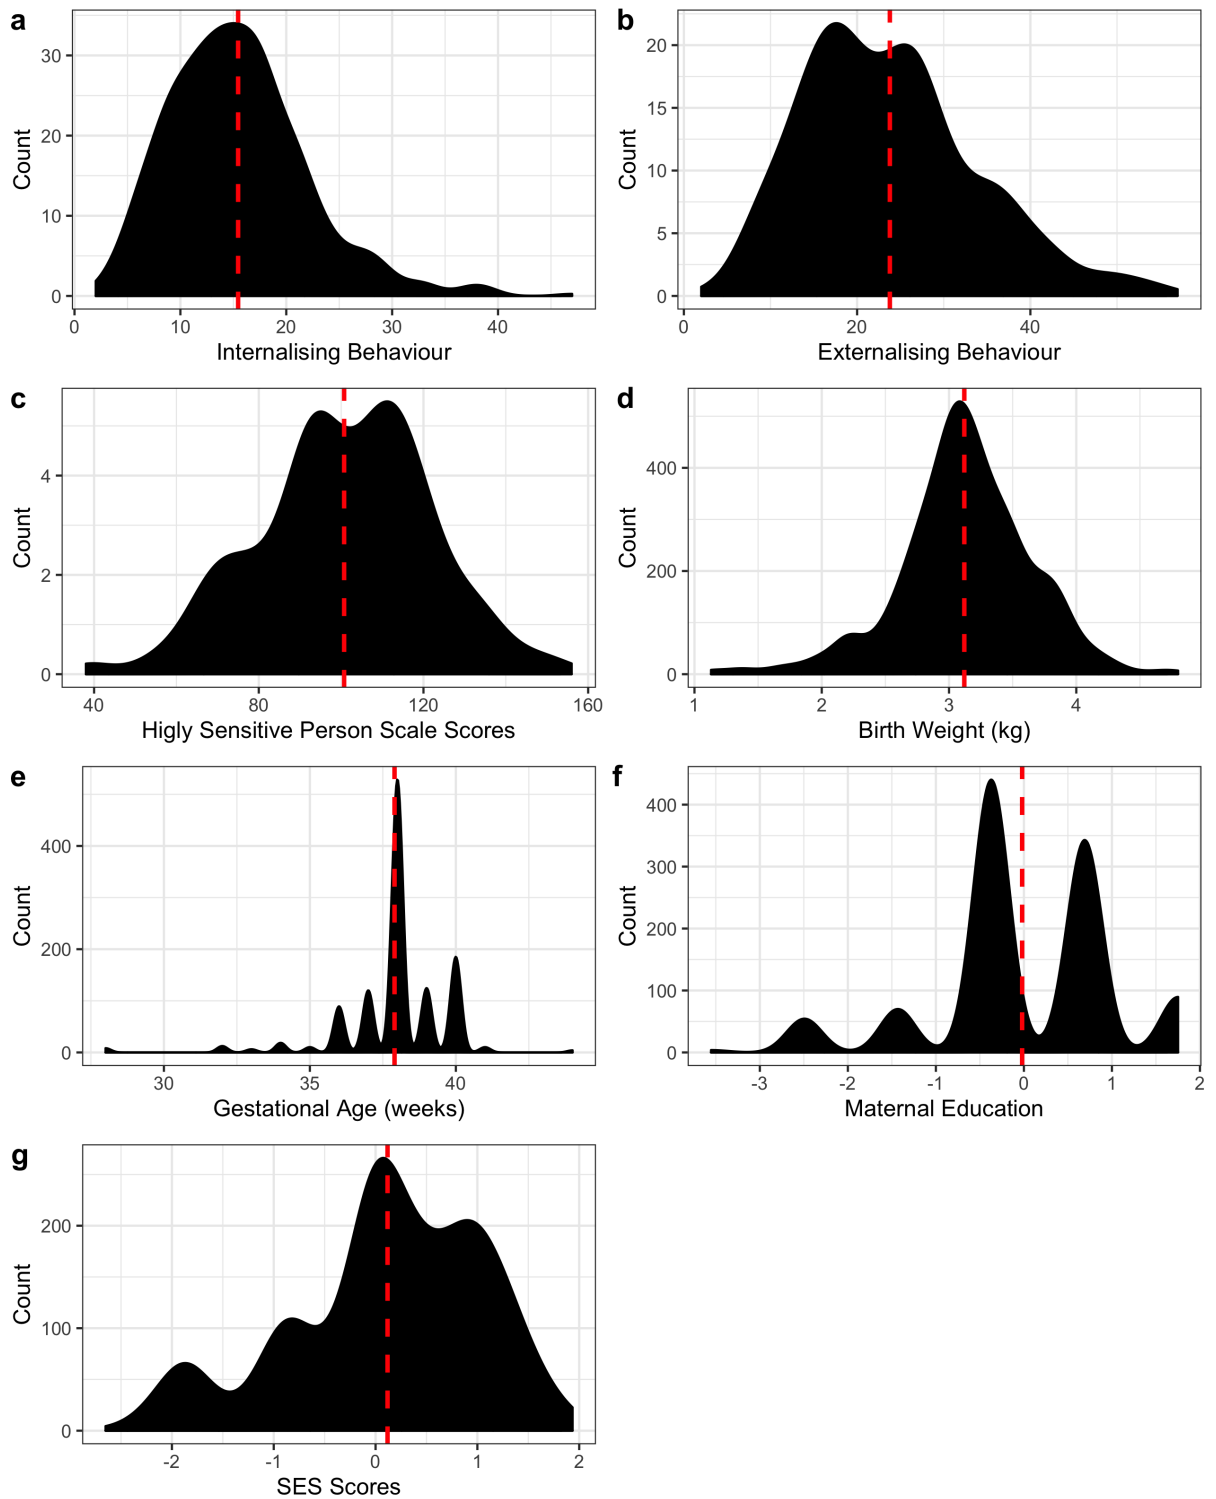 a
30
20
10
0
Count
0 10 20 30 40
Internalising Behaviour
b
20
15
10
5
0
Count
0 20 40
Externalising Behaviour
c
4
2
0
Count
40 80 120 160
Higly Sensitive Person Scale Scores
d
400
200
0
Count
1 2 3 4
Birth Weight (kg)
e
400
200
0
Count
30 35 40
Gestational Age (weeks)
f
400
300
200
100
0
Count
-3 -2 -1 0 1 2
Maternal Education
g
200
100
0
Count
-2 -1 0 1 2
SES Scores